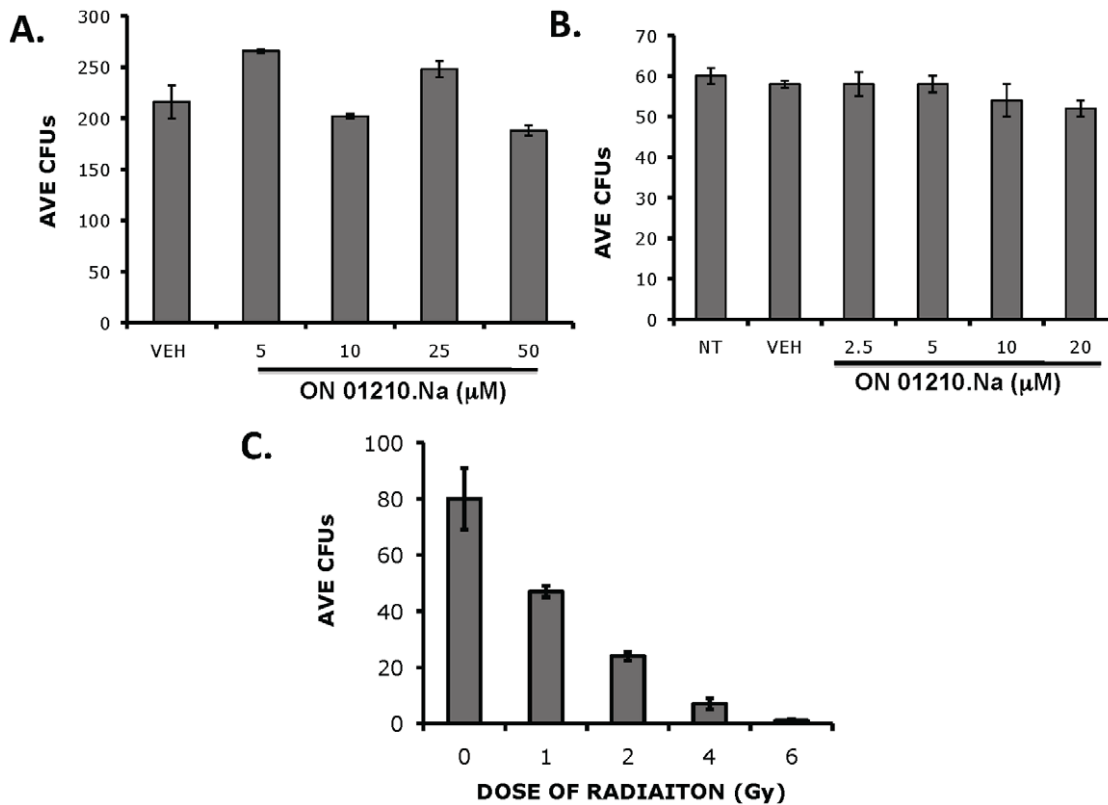 A.
300
250
200
150
100
50
0
AVE CFUs
VEH 5 10 25 50
ON 01210.Na (μM)
B.
70
60
50
40
30
20
10
0
AVE CFUs
NT VEH 2.5 5 10 20
ON 01210.Na (μM)
C.
100
80
60
40
20
0
AVE CFUs
0 1 2 4 6
DOSE OF RADIAITON (Gy)